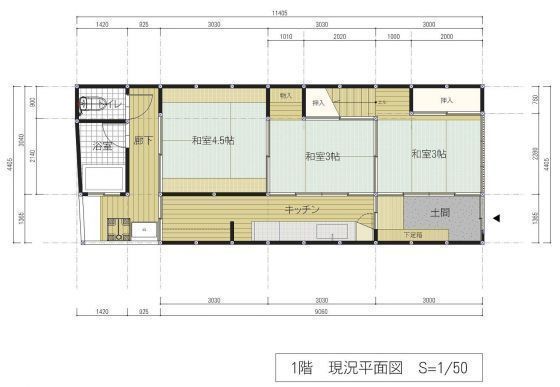 11405
1420 925 3030 3030 3000
1010 2020 1000 2000
トイレ
物入
押入
押入
廊下
浴室
和室4.5帖
和室3帖
和室3帖
キッチン
土間
下足箱
900
3040
2140
4405
1365
750
2280
4405
1365
3030 3030 3000
1420 925 9060
1階 現況平面図 S=1/50